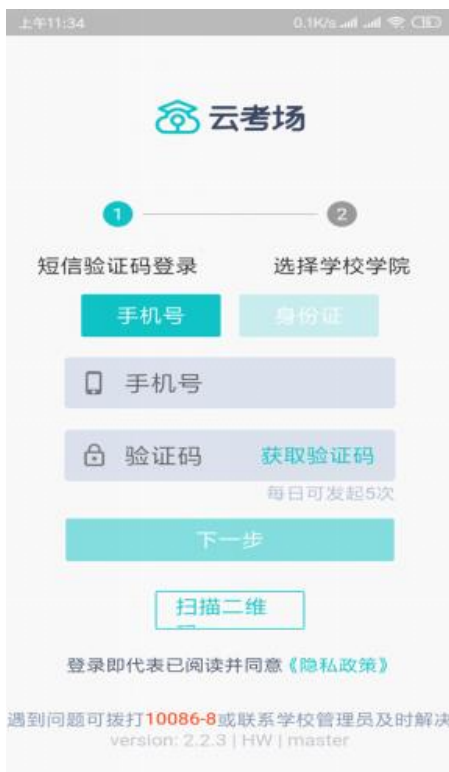 上午11:34 0.1K/s
云考场
1 2
短信验证码登录 选择学校学院
手机号 身份证
手机号
验证码 获取验证码
每日可发起5次
下一步
扫描二维
登录即代表已阅读并同意《隐私政策》
遇到问题可拨打10086-8或联系学校管理员及时解决
version: 2.2.3 | HW | master